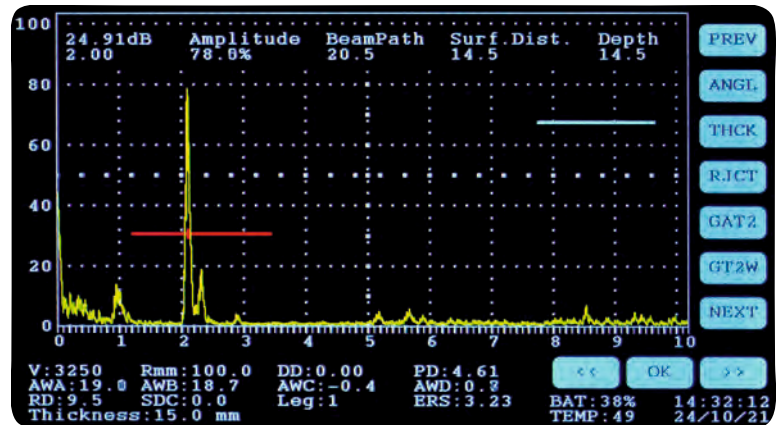 100
24.91dB Amplitude BeamPath Surf.Dist. Depth
2.00 78.8% 20.5 14.5 14.5
80
60
40
20
0
0 1 2 3 4 5 6 7 8 9 10
PREV
ANGL
THCK
RJCT
GAT2
GT2W
NEXT
<< OK >>
V:3250 Rmm:100.0 DD:0.00 PD:4.61
AWA:19.0 AWB:18.7 AWC:-0.4 AWD:0.8
RD:9.5 SDC:0.0 Leg:1 ERS:3.23 BAT:38% 14:32:12
Thickness:15.0 mm TEMP:49 24/10/21